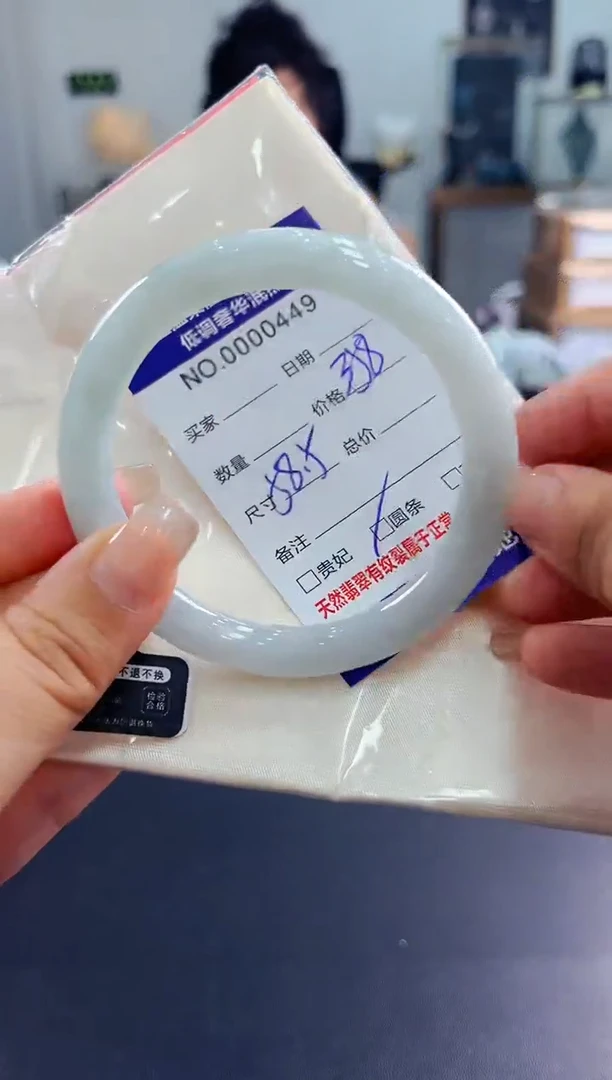 低调奢华
NO.0000449
日期
买家
价格 38
数量
总价
尺寸 58.5
备注
□贵妃 □圆条 □
天然翡翠有纹裂属于正常
不退不换
检验
合格